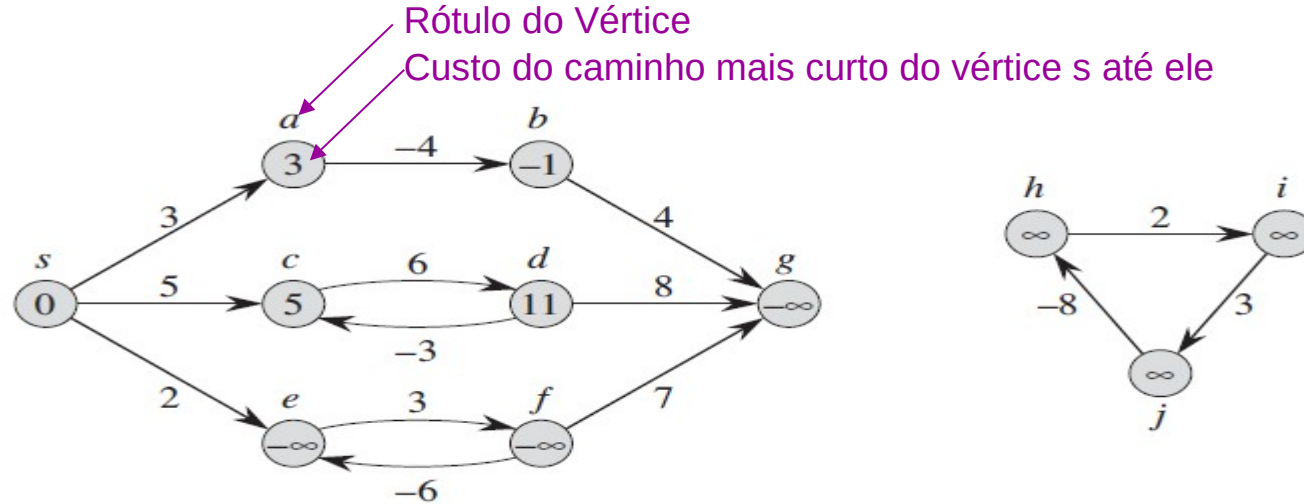 Rótulo do Vértice
Custo do caminho mais curto do vértice s até ele
a b
3 −4 −1
h i
3 4
∞ 2 ∞
s c 6 d g
0 5 5 11 8 −∞
−8 3
−3
2 e 3 f 7
∞
j
−∞ −∞
−6